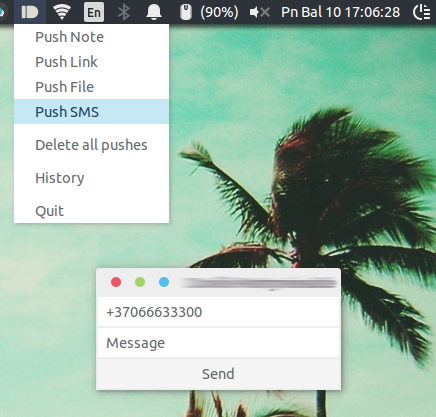 En (90%) Pn Bal 10 17:06:28
Push Note
Push Link
Push File
Push SMS
Delete all pushes
History
Quit
+37066633300
Message
Send